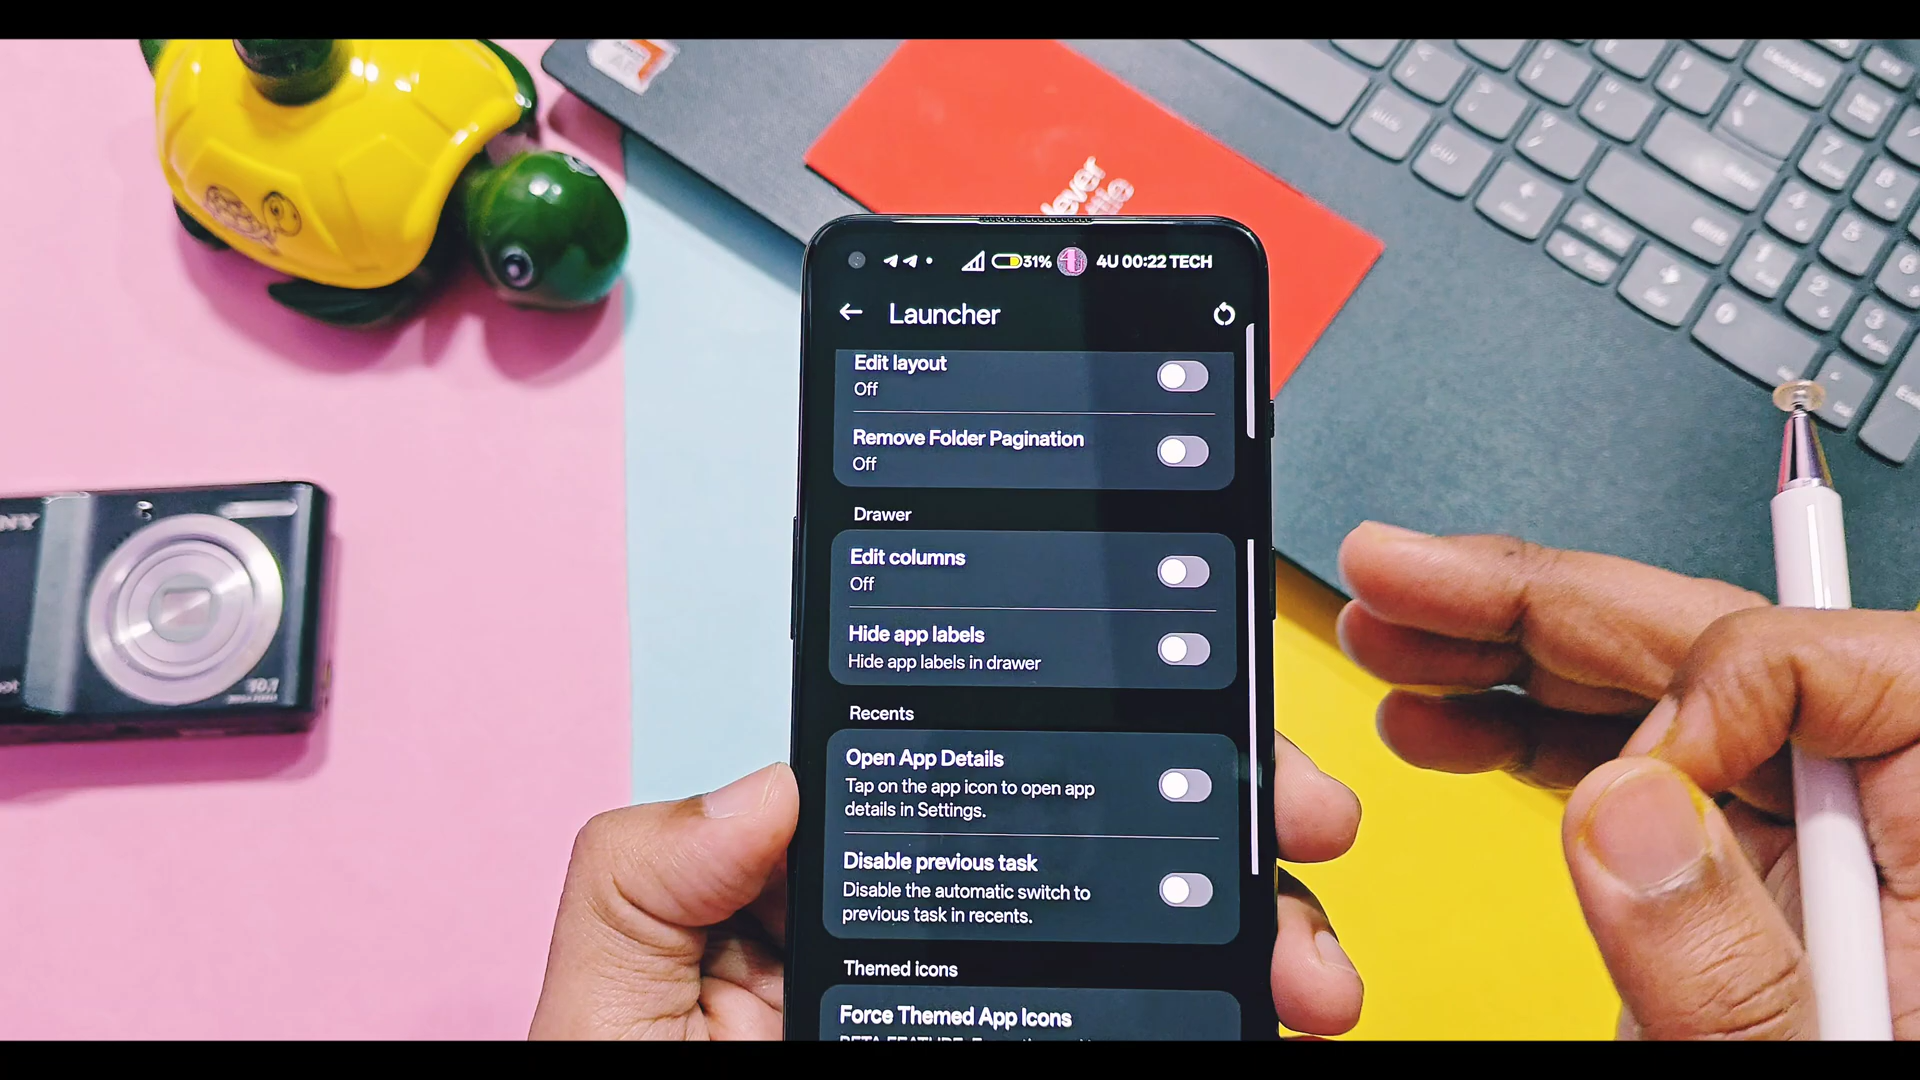 Never
31% 4U 00:22 TECH
Launcher
Edit layout
Off
Remove Folder Pagination
Off
Drawer
Edit columns
Off
Hide app labels
Hide app labels in drawer
Recents
Open App Details
Tap on the app icon to open app
details in Settings.
Disable previous task
Disable the automatic switch to
previous task in recents.
Themed icons
Force Themed App Icons
10.1